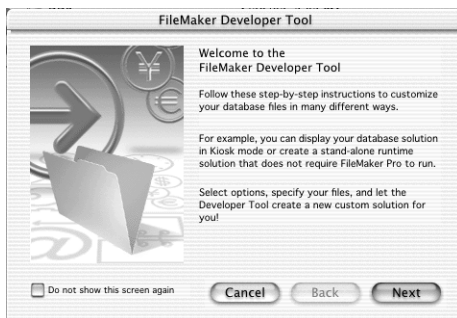 FileMaker Developer Tool
Welcome to the
FileMaker Developer Tool
Follow these step-by-step instructions to customize
your database files in many different ways.
For example, you can display your database solution
in Kiosk mode or create a stand-alone runtime
solution that does not require FileMaker Pro to run.
Select options, specify your files, and let the
Developer Tool create a new custom solution for
you!
Do not show this screen again
Cancel
Back
Next